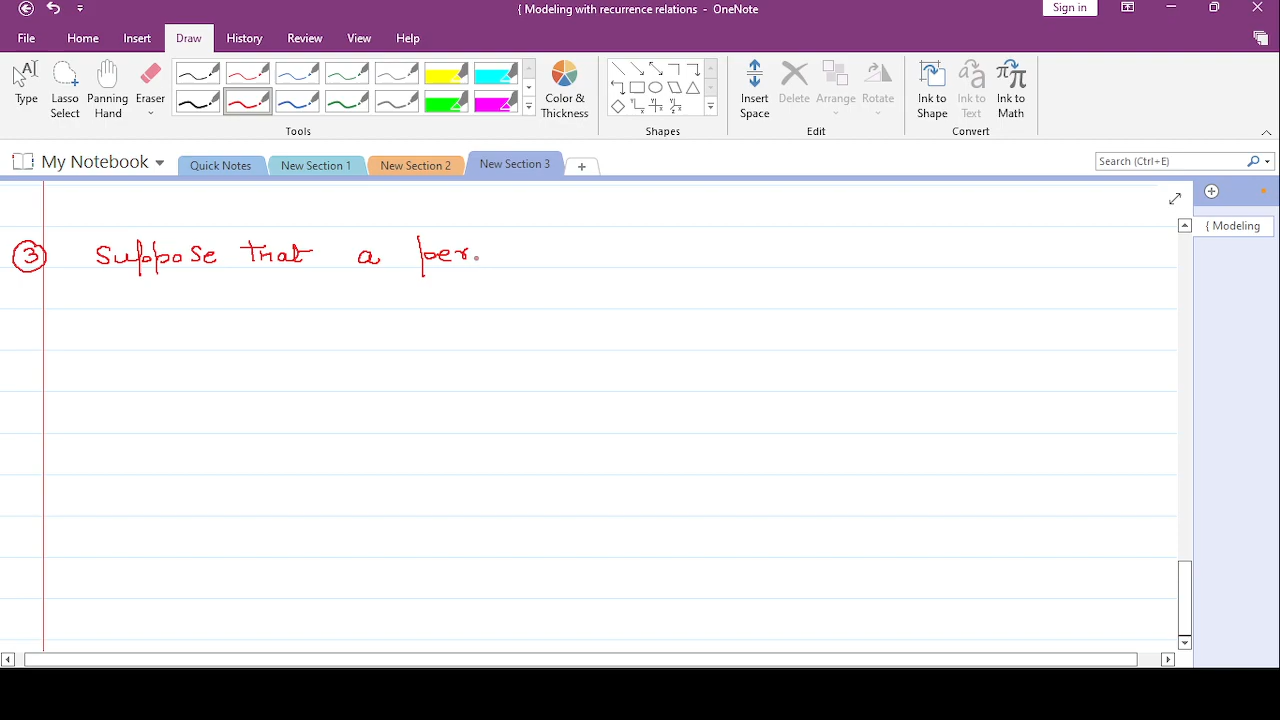 { Modeling with recurrence relations - OneNote
Sign in
File Home Insert Draw History Review View Help
Type
Lasso Select
Panning Hand
Eraser
Color & Thickness
Insert Space
Delete
Arrange
Rotate
Ink to Shape
Ink to Text
Ink to Math
Tools
Shapes
Edit
Convert
My Notebook
Quick Notes
New Section 1
New Section 2
New Section 3
Search (Ctrl+E)
{ Modeling
3 Suppose that a per